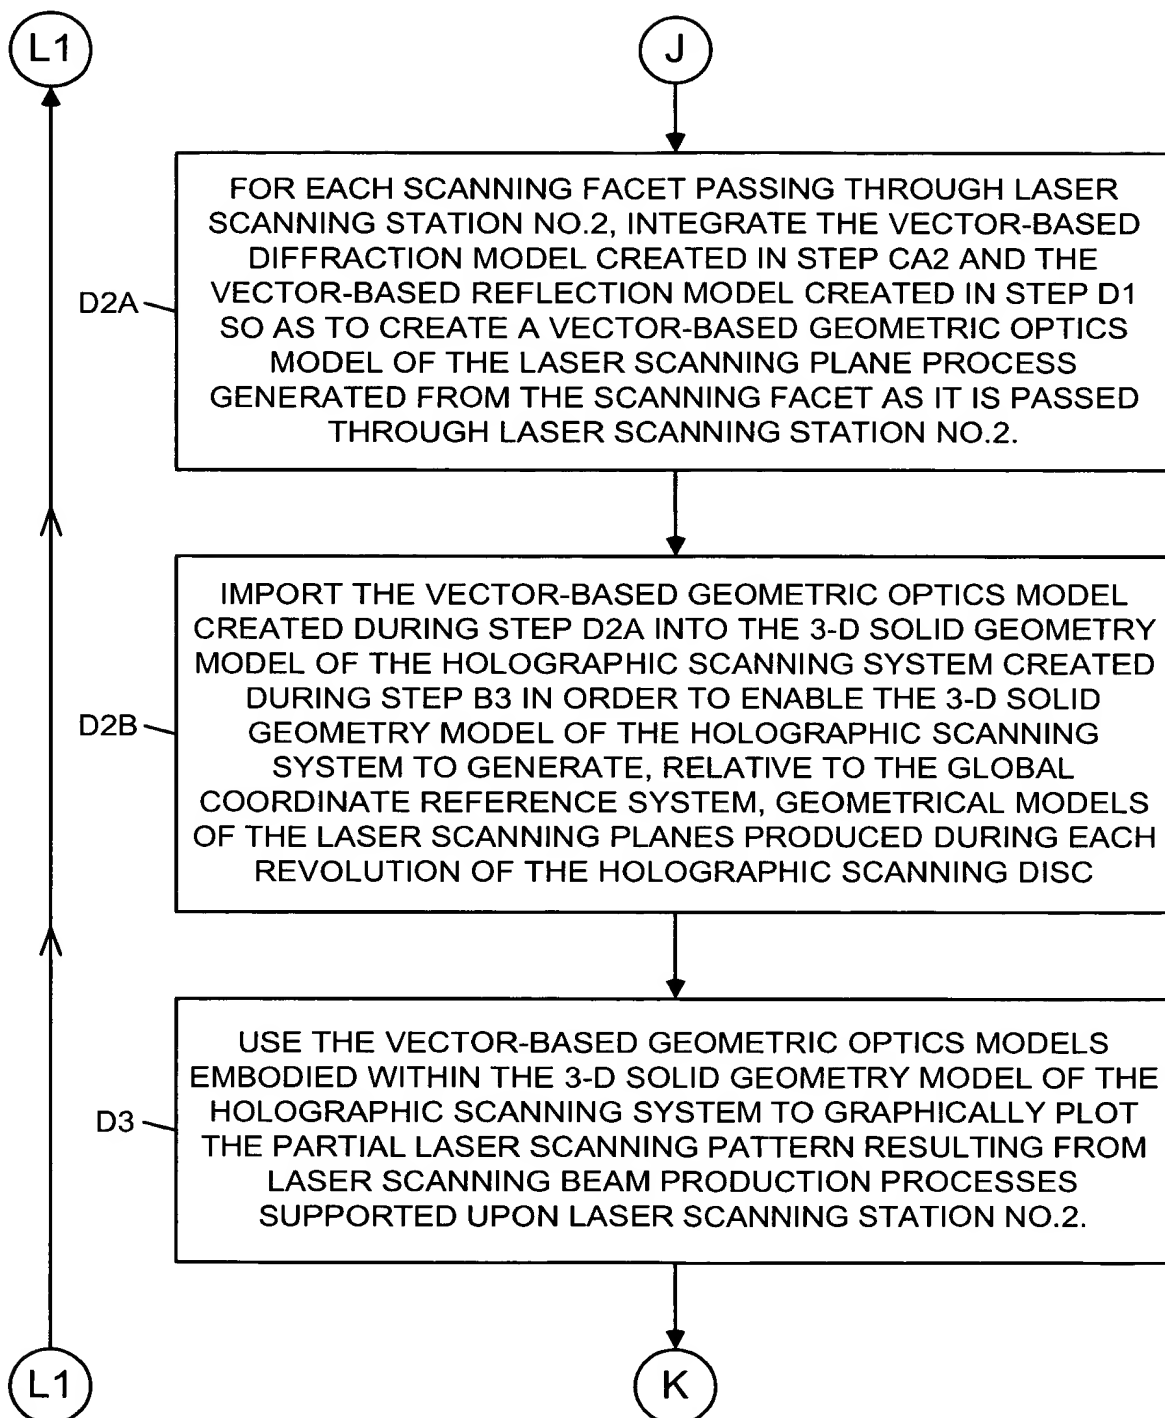 L1
J
D2A
FOR EACH SCANNING FACET PASSING THROUGH LASER
SCANNING STATION NO.2, INTEGRATE THE VECTOR-BASED
DIFFRACTION MODEL CREATED IN STEP CA2 AND THE
VECTOR-BASED REFLECTION MODEL CREATED IN STEP D1
SO AS TO CREATE A VECTOR-BASED GEOMETRIC OPTICS
MODEL OF THE LASER SCANNING PLANE PROCESS
GENERATED FROM THE SCANNING FACET AS IT IS PASSED
THROUGH LASER SCANNING STATION NO.2.
D2B
IMPORT THE VECTOR-BASED GEOMETRIC OPTICS MODEL
CREATED DURING STEP D2A INTO THE 3-D SOLID GEOMETRY
MODEL OF THE HOLOGRAPHIC SCANNING SYSTEM CREATED
DURING STEP B3 IN ORDER TO ENABLE THE 3-D SOLID
GEOMETRY MODEL OF THE HOLOGRAPHIC SCANNING
SYSTEM TO GENERATE, RELATIVE TO THE GLOBAL
COORDINATE REFERENCE SYSTEM, GEOMETRICAL MODELS
OF THE LASER SCANNING PLANES PRODUCED DURING EACH
REVOLUTION OF THE HOLOGRAPHIC SCANNING DISC
D3
USE THE VECTOR-BASED GEOMETRIC OPTICS MODELS
EMBODIED WITHIN THE 3-D SOLID GEOMETRY MODEL OF THE
HOLOGRAPHIC SCANNING SYSTEM TO GRAPHICALLY PLOT
THE PARTIAL LASER SCANNING PATTERN RESULTING FROM
LASER SCANNING BEAM PRODUCTION PROCESSES
SUPPORTED UPON LASER SCANNING STATION NO.2.
L1
K